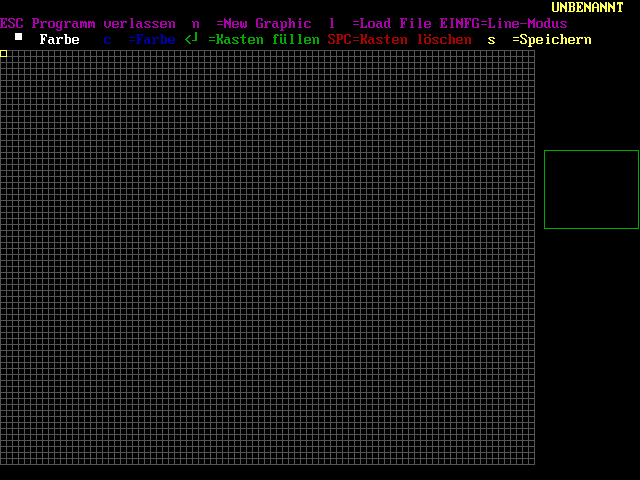 UNBENANNT
ESC Programm verlassen n =New Graphic l =Load File EINFG=Line-Modus
Farbe c =Farbe <┘ =Kasten füllen SPC=Kasten löschen s =Speichern